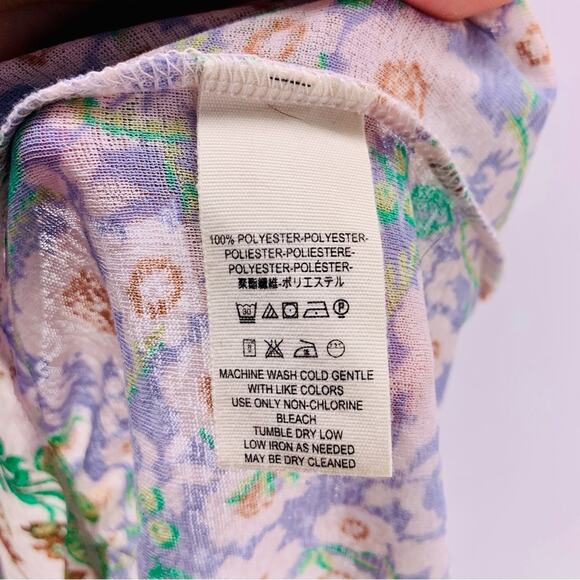 100% POLYESTER-POLYESTER-
POLIESTER-POLIESTERE-
POLYESTER-POLÉSTER-
聚酯纖維-ポリエステル
30
MACHINE WASH COLD GENTLE
WITH LIKE COLORS
USE ONLY NON-CHLORINE
BLEACH
TUMBLE DRY LOW
LOW IRON AS NEEDED
MAY BE DRY CLEANED